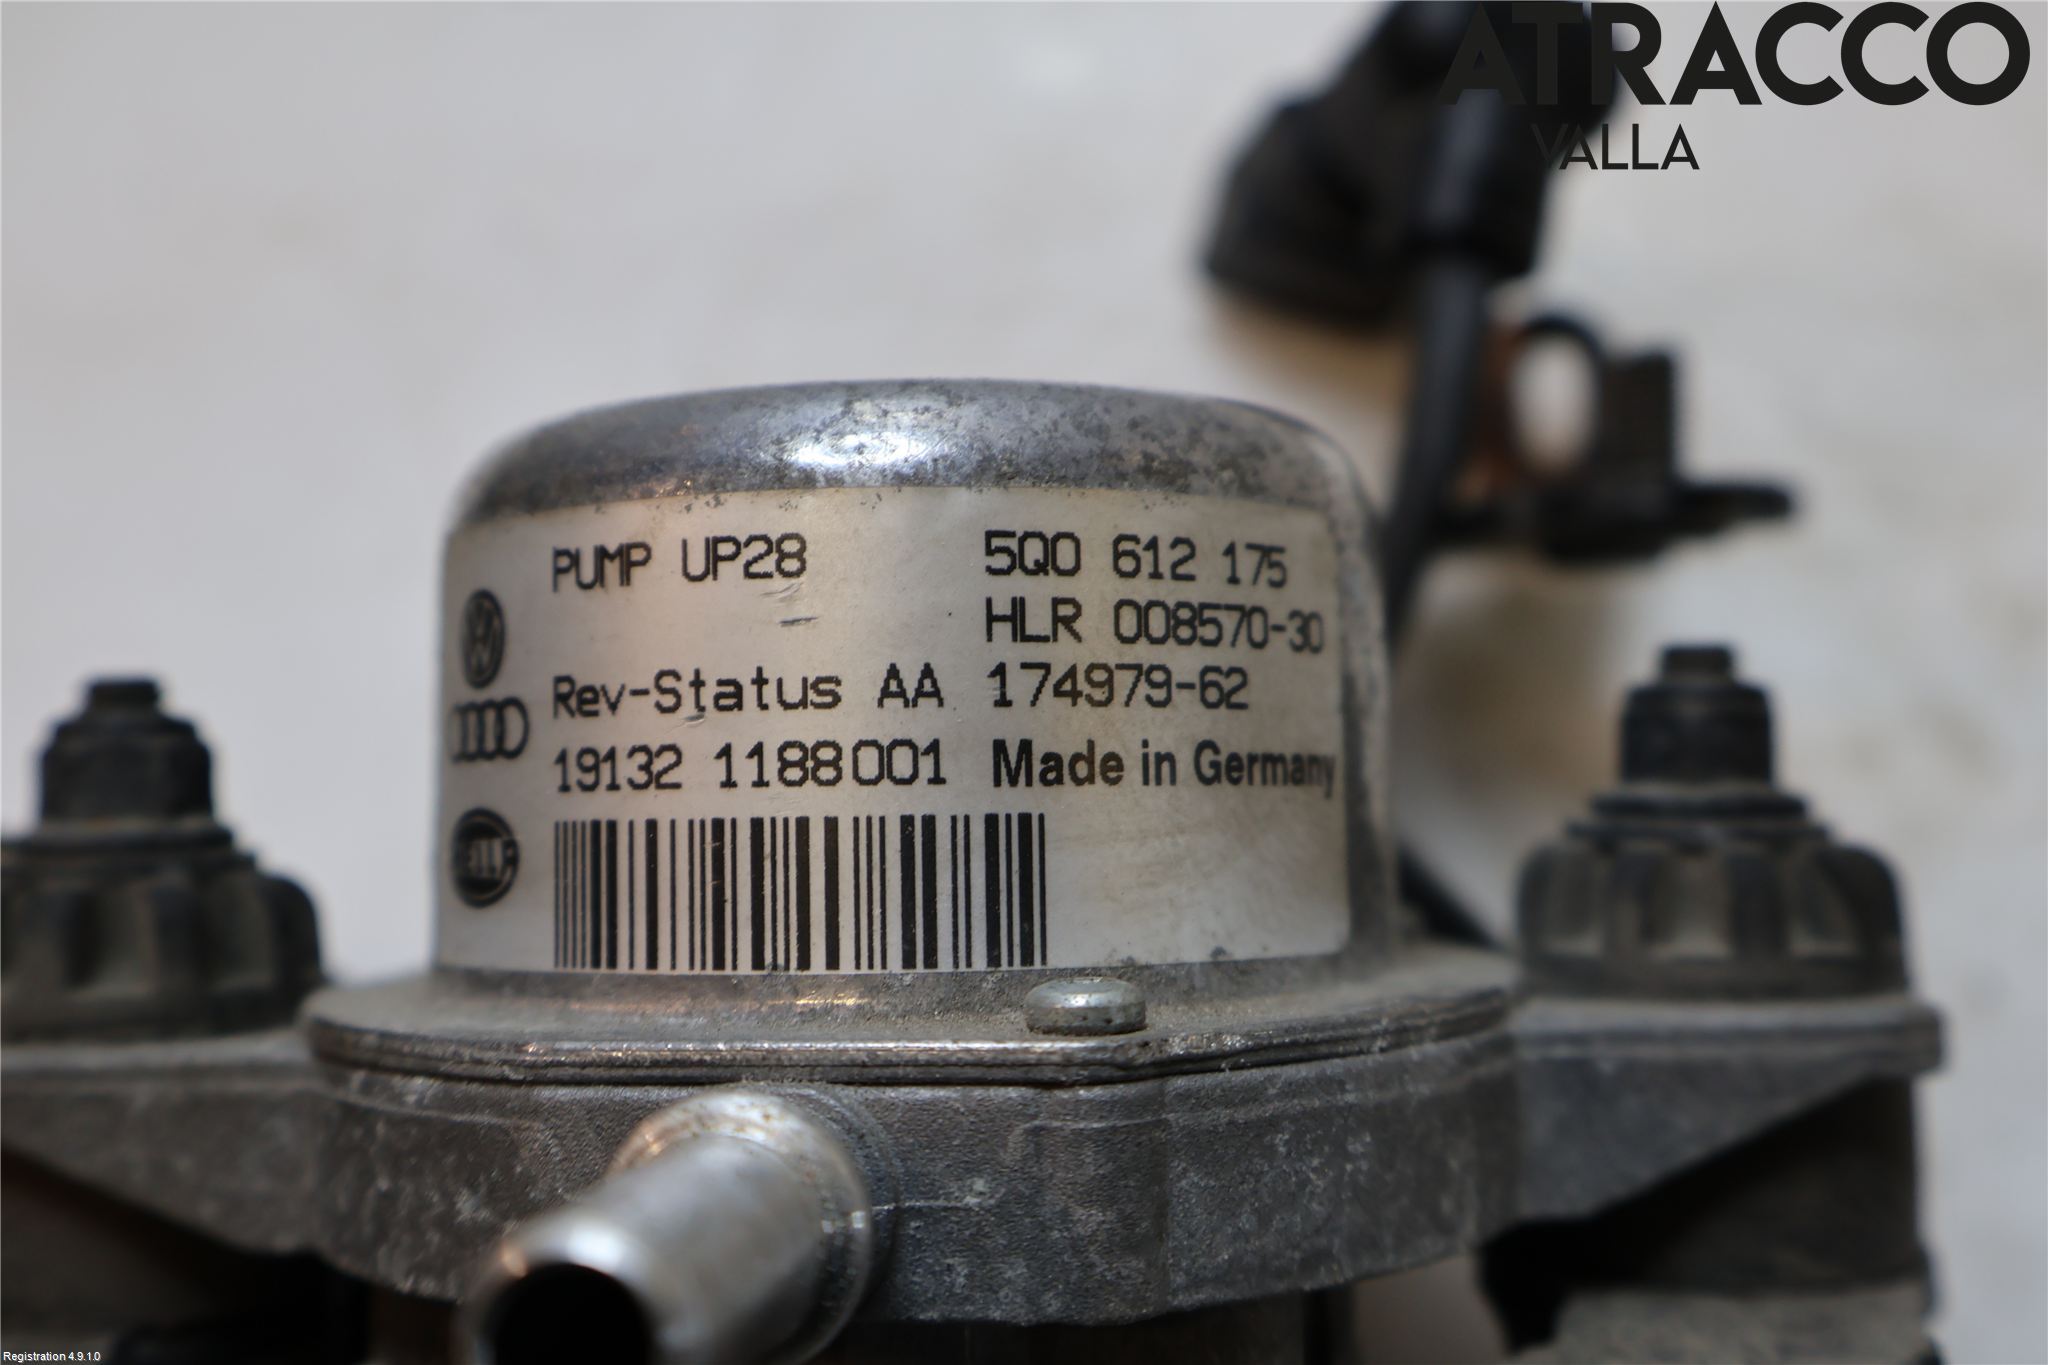 ATRACCO
VALLA
PUMP UP28 5Q0 612 175
HLR 008570-30
Rev-Status AA 174979-62
19132 1188001 Made in Germany
HELLA
Registration 4.9.1.0